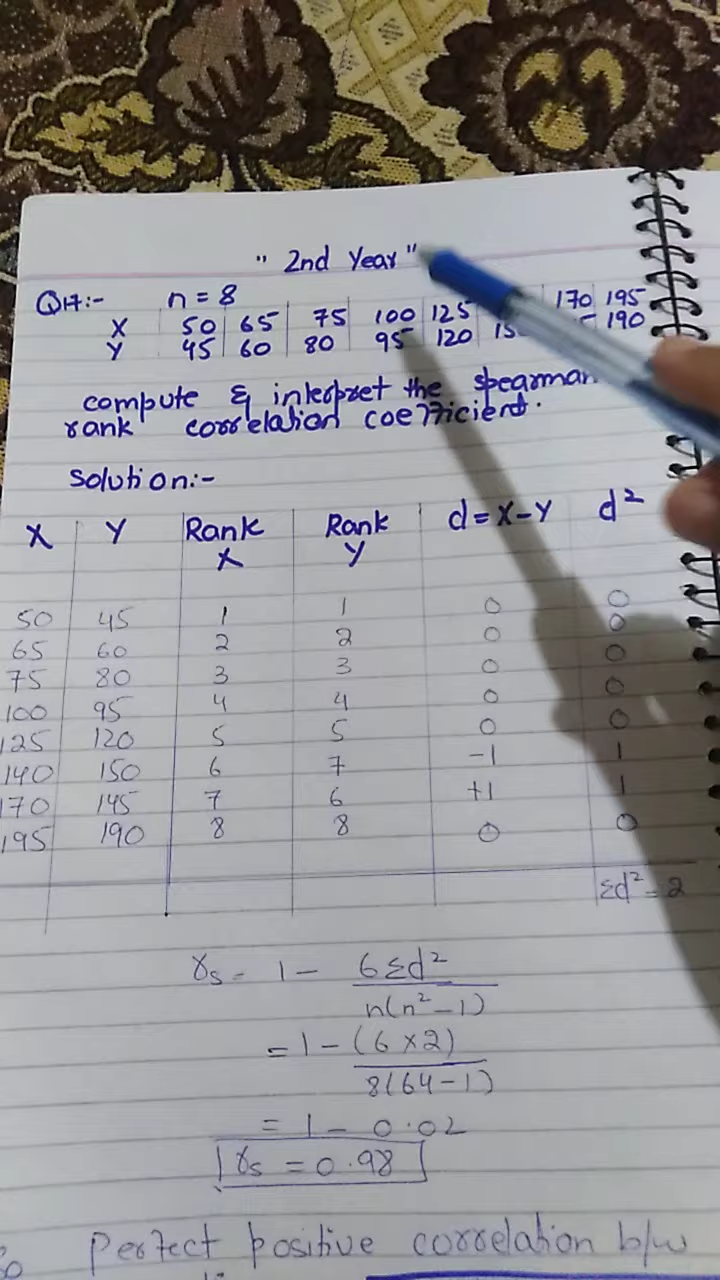 " 2nd Year "
Q17:- n = 8
X 50 65 75 100 125 170 195
Y 45 60 80 95 120 190
compute & interpret the spearman
rank correlation coefficient.
Solution:-
X Y Rank X Rank Y d = X - Y d²
50 45 1 1 0 0
65 60 2 2 0 0
75 80 3 3 0 0
100 95 4 4 0 0
125 120 5 5 0 0
140 150 6 7 -1 1
170 145 7 6 +1 1
195 190 8 8 0 0
Σd² = 2
rs = 1 - 6Σd² / n(n² - 1)
= 1 - (6 × 2) / 8(64 - 1)
= 1 - 0.02
rs = 0.98
So Perfect positive correlation b/w